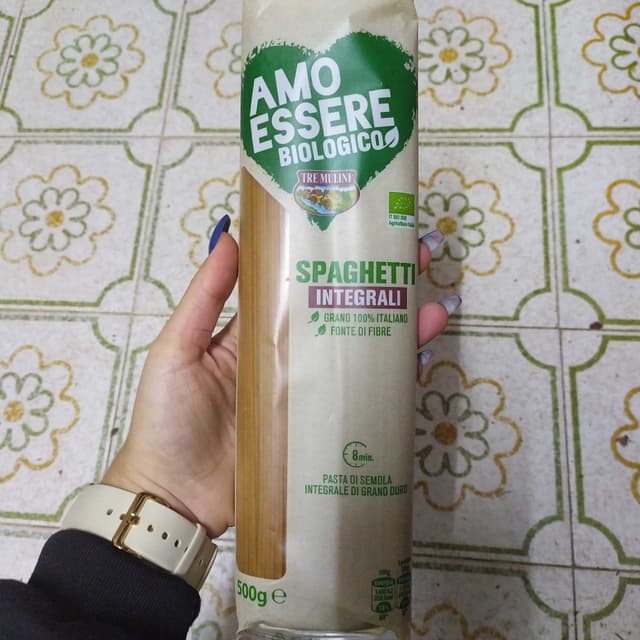 AMO
ESSERE
BIOLOGICO
TRE MULINI
SPAGHETTI
INTEGRALI
GRANO 100% ITALIANO
FONTE DI FIBRE
8 min.
PASTA DI SEMOLA
INTEGRALE DI GRANO DURO
500g e